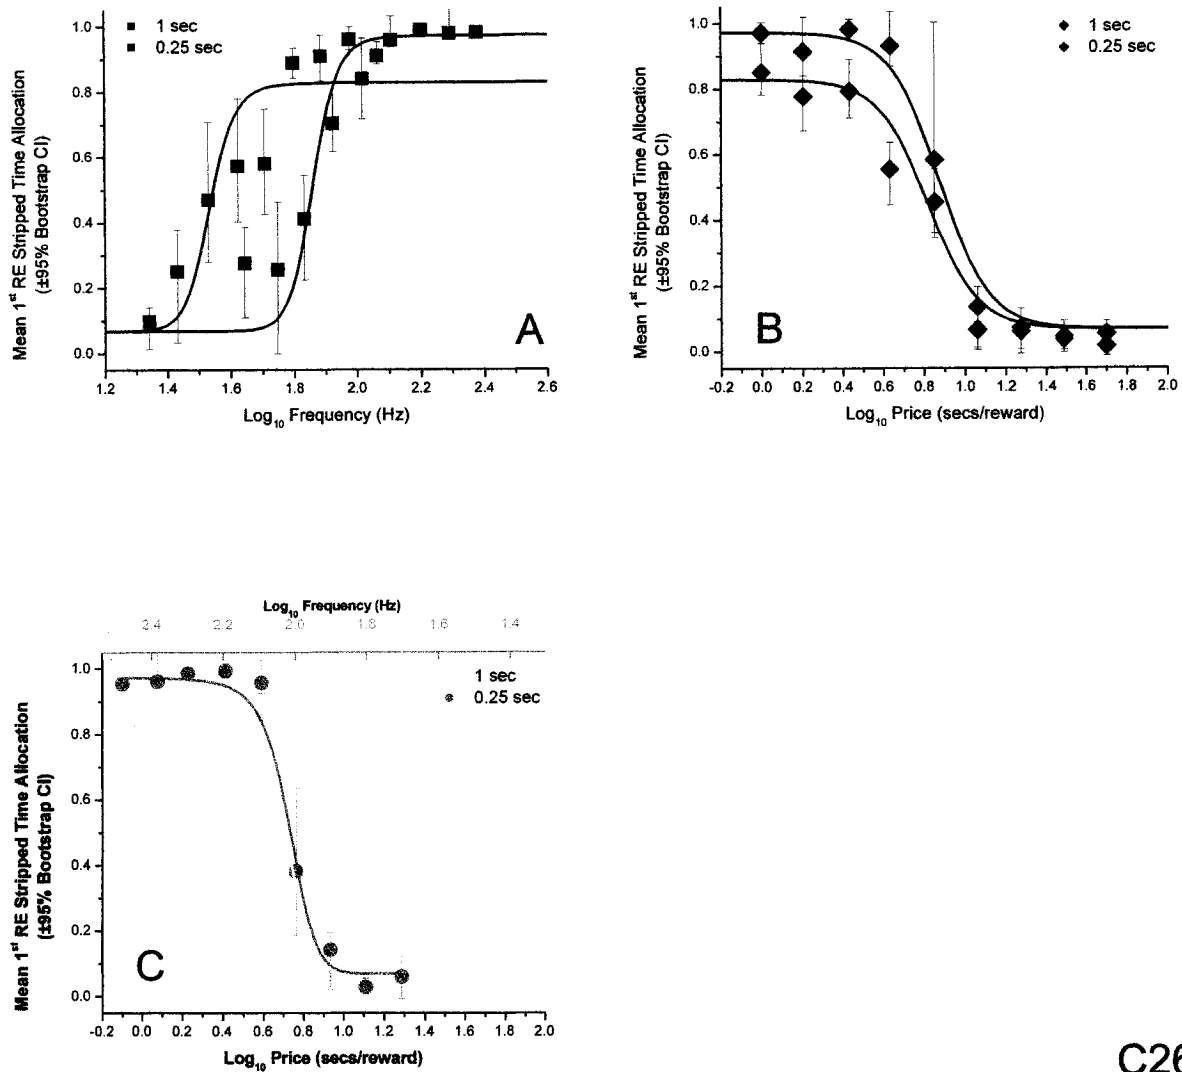 1 sec
0.25 sec
Mean 1st RE Stripped Time Allocation
(±95% Bootstrap CI)
1.0
0.8
0.6
0.4
0.2
0.0
A
1.2 1.4 1.6 1.8 2.0 2.2 2.4 2.6
Log10 Frequency (Hz)
1 sec
0.25 sec
Mean 1st RE Stripped Time Allocation
(±95% Bootstrap CI)
1.0
0.8
0.6
0.4
0.2
0.0
B
-0.2 0.0 0.2 0.4 0.6 0.8 1.0 1.2 1.4 1.6 1.8 2.0
Log10 Price (secs/reward)
Log10 Frequency (Hz)
2.4 2.2 2.0 1.8 1.6 1.4
1 sec
0.25 sec
Mean 1st RE Stripped Time Allocation
(±95% Bootstrap CI)
1.0
0.8
0.6
0.4
0.2
0.0
C
-0.2 0.0 0.2 0.4 0.6 0.8 1.0 1.2 1.4 1.6 1.8 2.0
Log10 Price (secs/reward)
C26